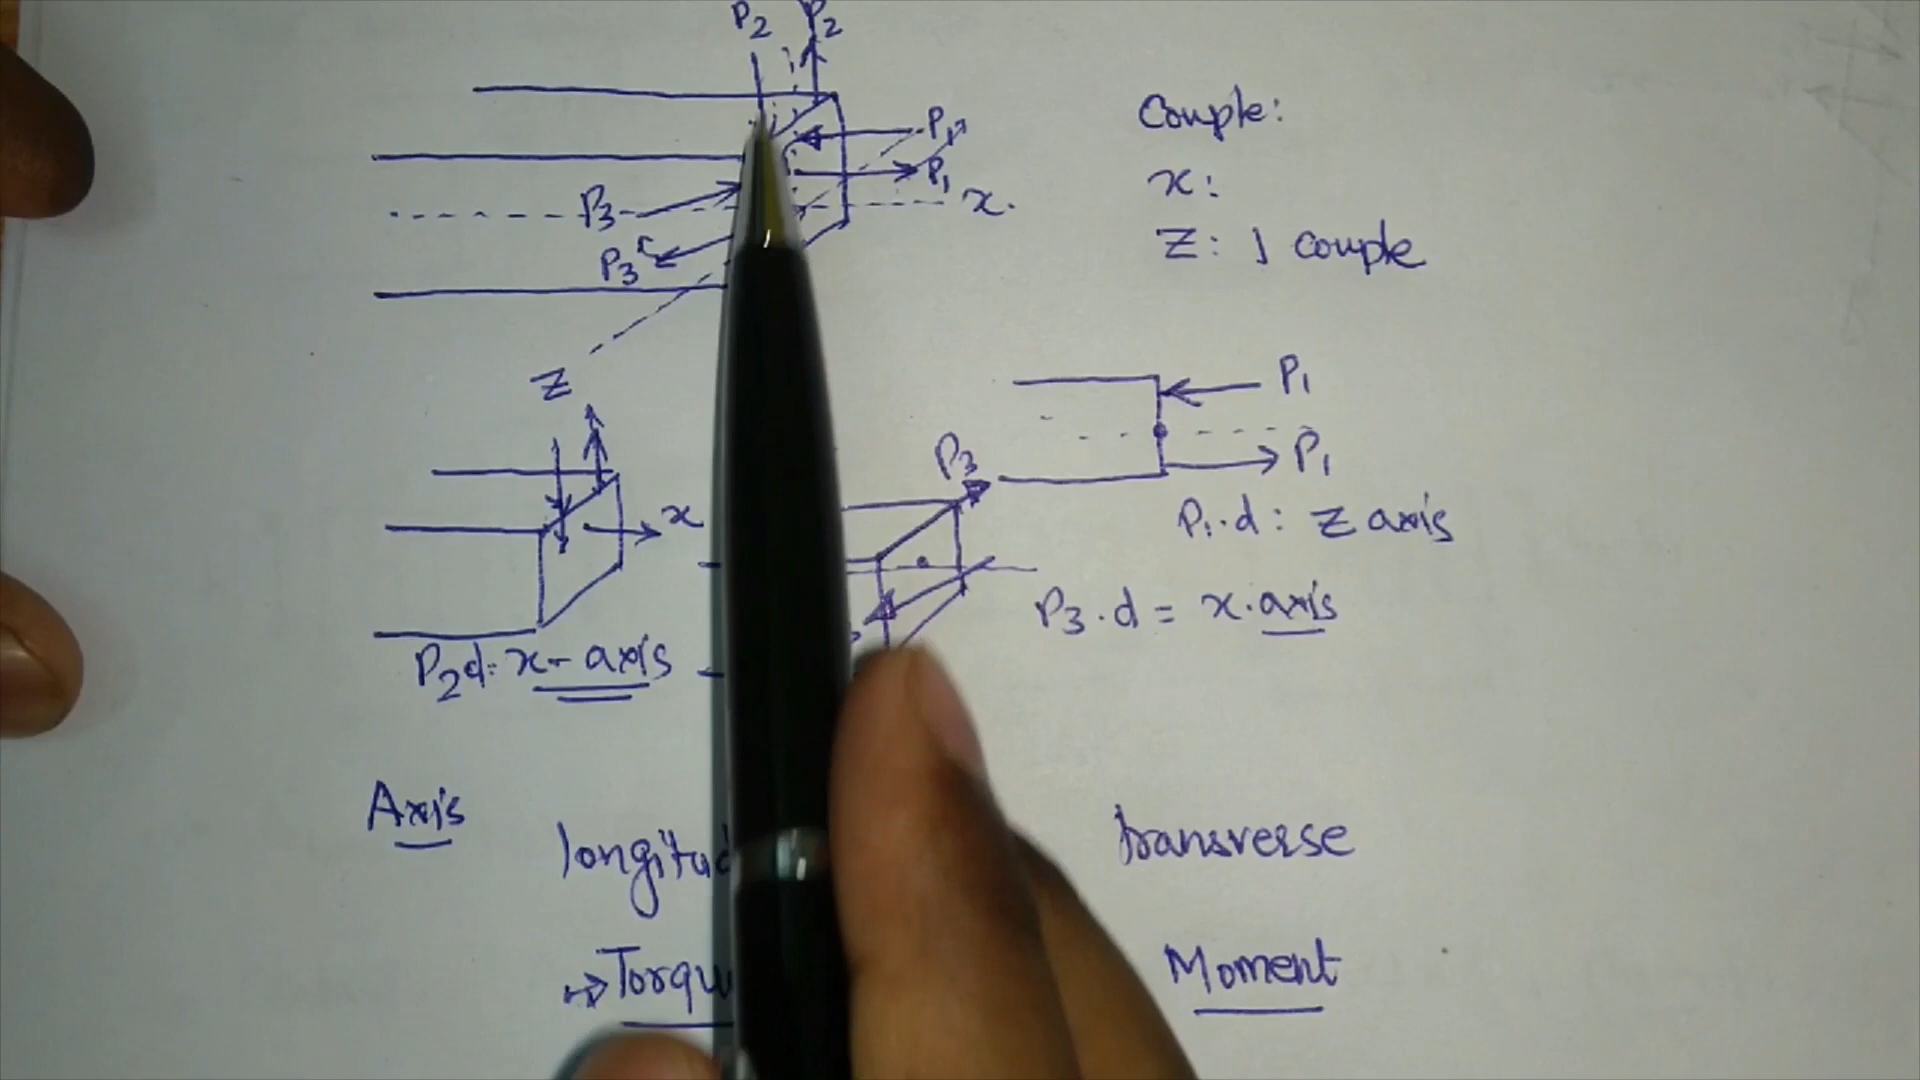 P2 P2
P1
P1
P3
x.
P3
Z
Couple:
x:
Z: 1 couple
P1
P1
P1.d: Z axis
x
P3
P3.d = x.axis
P2d= x-axis
Axis
transverse
Moment